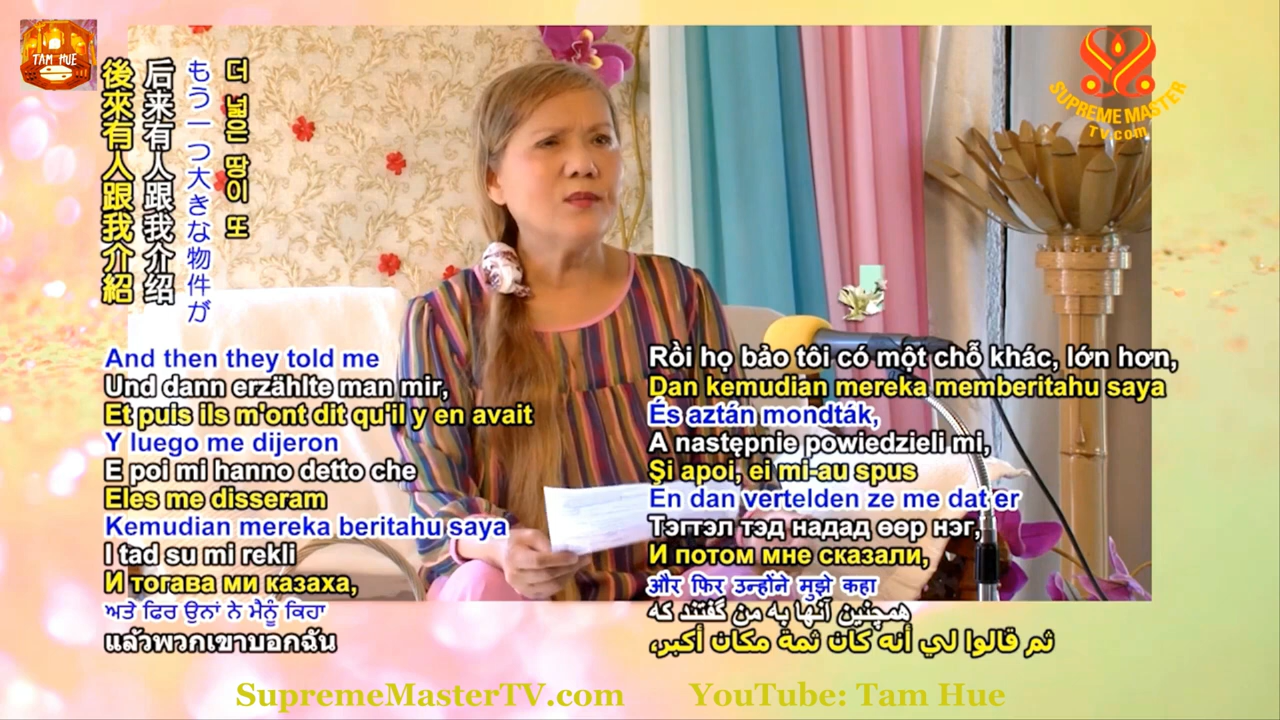 TAM HUE
SUPREME MASTER
TV.com
後來有人跟我介紹
后来有人跟我介绍
もう一つ大きな物件が
더 넓은 땅이 또
And then they told me
Und dann erzählte man mir,
Et puis ils m'ont dit qu'il y en avait
Y luego me dijeron
E poi mi hanno detto che
Eles me disseram
Kemudian mereka beritahu saya
I tad su mi rekli
И тогава ми казаха,
ਅਤੇ ਫਿਰ ਉਨਾਂ ਨੇ ਮੈਨੂੰ ਕਿਹਾ
แล้วพวกเขาบอกฉัน
Rồi họ bảo tôi có một chỗ khác, lớn hơn,
Dan kemudian mereka memberitahu saya
És aztán mondták,
A następnie powiedzieli mi,
Şi apoi, ei mi-au spus
En dan vertelden ze me dat er
Тэгтэл тэд надад өөр нэг,
И потом мне сказали,
और फिर उन्होंने मुझे कहा
همچنین آنها به من گفتند که
ثم قالوا لي أنه كان ثمة مكان أكبر،
SupremeMasterTV.com YouTube: Tam Hue